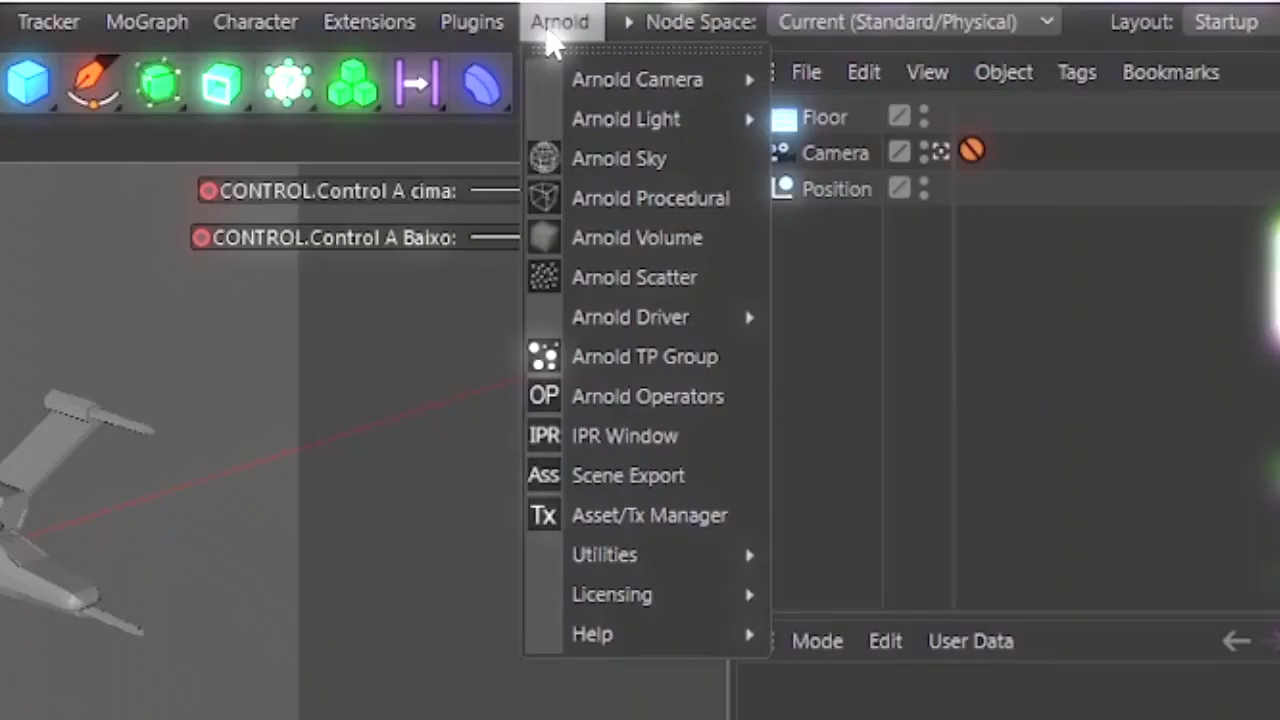 Tracker MoGraph Character Extensions Plugins Arnold Node Space: Current (Standard/Physical) Layout: Startup
File Edit View Object Tags Bookmarks
Floor
Camera
Position
CONTROL.Control A cima:
CONTROL.Control A Baixo:
Arnold Camera
Arnold Light
Arnold Sky
Arnold Procedural
Arnold Volume
Arnold Scatter
Arnold Driver
Arnold TP Group
OP Arnold Operators
IPR IPR Window
Ass Scene Export
Tx Asset/Tx Manager
Utilities
Licensing
Help
Mode Edit User Data